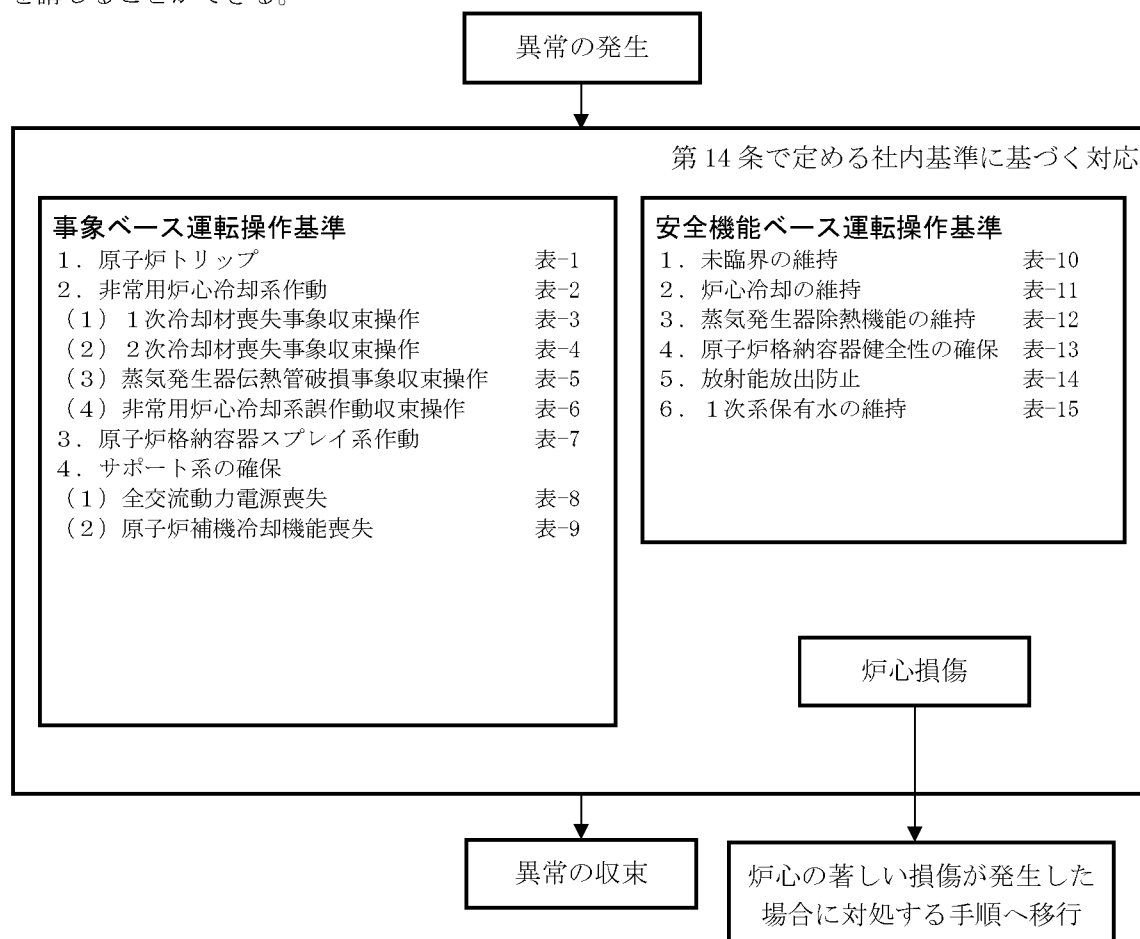 を講じることができる。
異常の発生
第14条で定める社内基準に基づく対応
事象ベース運転操作基準
1．原子炉トリップ 表-1
2．非常用炉心冷却系作動 表-2
（1）1次冷却材喪失事象収束操作 表-3
（2）2次冷却材喪失事象収束操作 表-4
（3）蒸気発生器伝熱管破損事象収束操作 表-5
（4）非常用炉心冷却系誤作動収束操作 表-6
3．原子炉格納容器スプレイ系作動 表-7
4．サポート系の確保
（1）全交流動力電源喪失 表-8
（2）原子炉補機冷却機能喪失 表-9
安全機能ベース運転操作基準
1．未臨界の維持 表-10
2．炉心冷却の維持 表-11
3．蒸気発生器除熱機能の維持 表-12
4．原子炉格納容器健全性の確保 表-13
5．放射能放出防止 表-14
6．1次系保有水の維持 表-15
炉心損傷
異常の収束
炉心の著しい損傷が発生した
場合に対処する手順へ移行